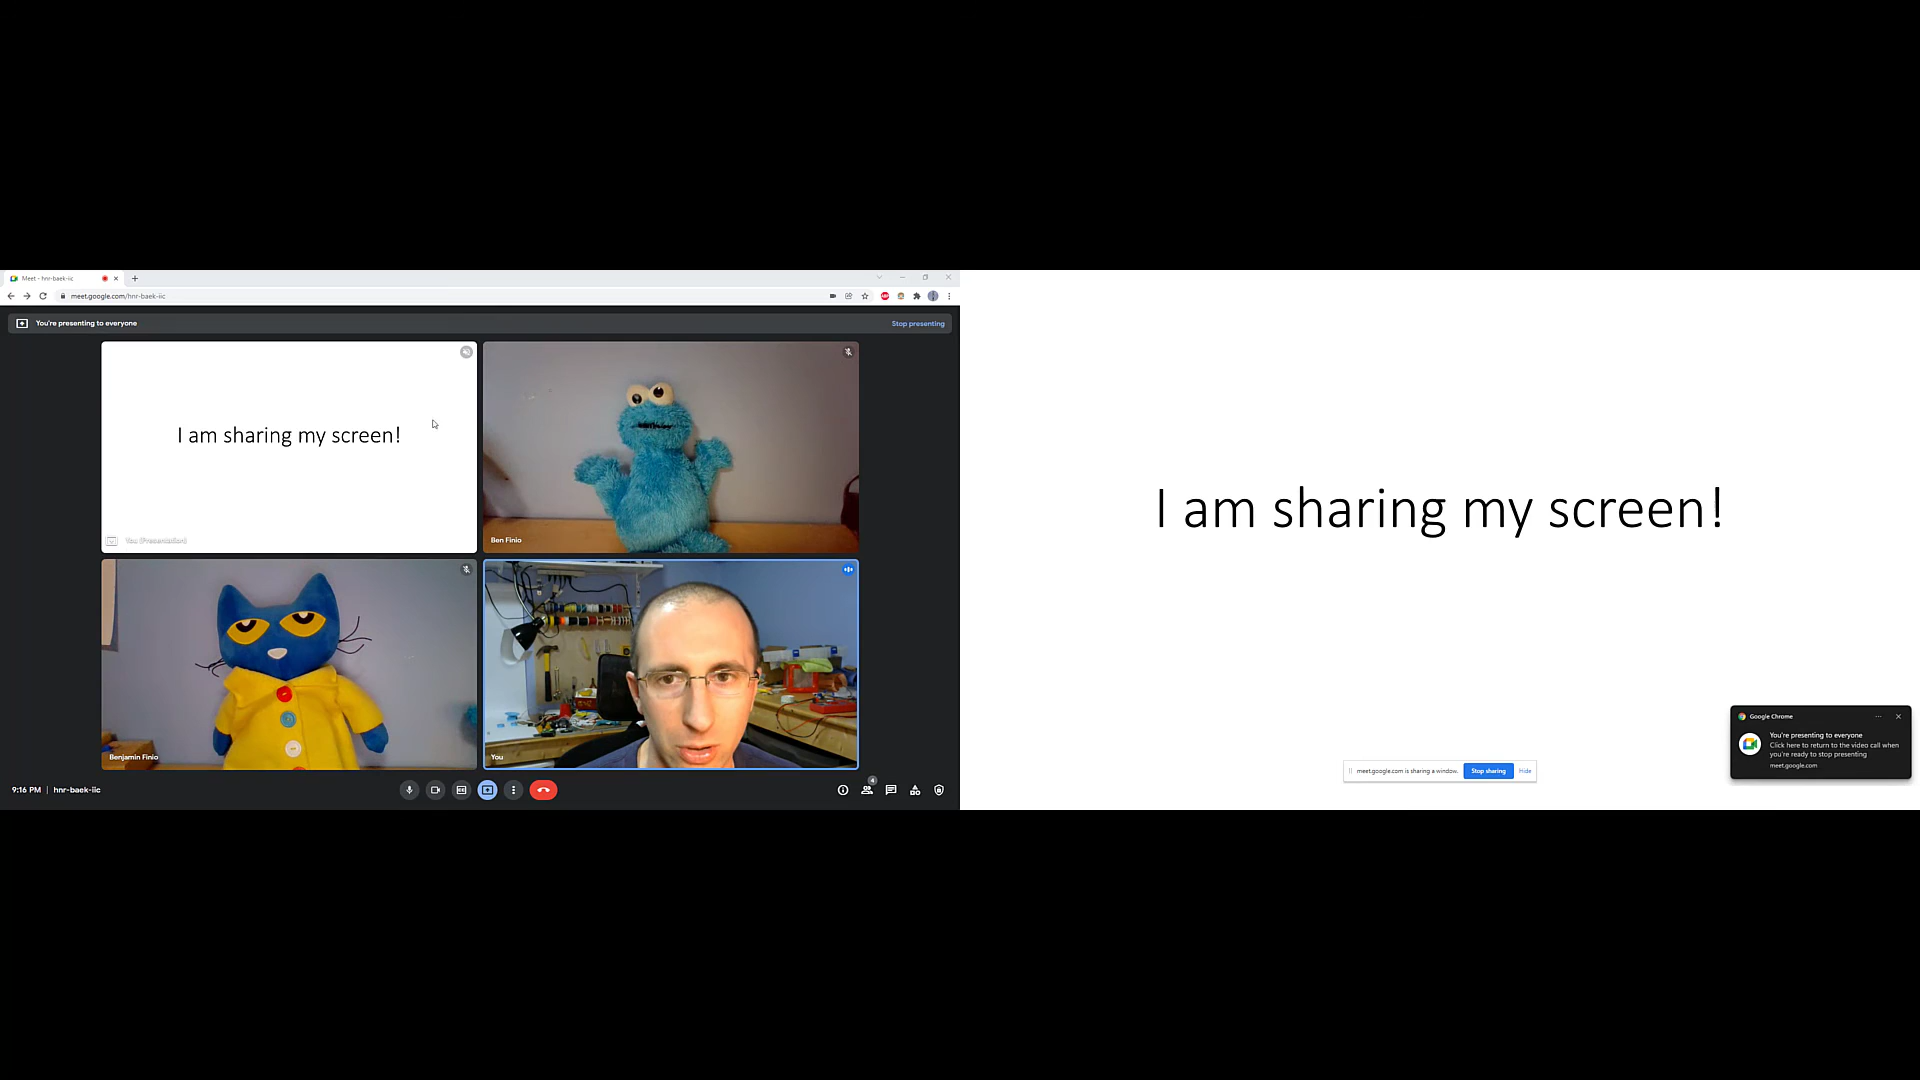 Meet - hnr-baek-iic
meet.google.com/hnr-baek-iic
You're presenting to everyone
Stop presenting
I am sharing my screen!
You (Presentation)
Ben Finio
Benjamin Finio
You
9:16 PM | hnr-baek-iic
4
I am sharing my screen!
Google Chrome
You're presenting to everyone
Click here to return to the video call when
you're ready to stop presenting
meet.google.com
meet.google.com is sharing a window.
Stop sharing
Hide